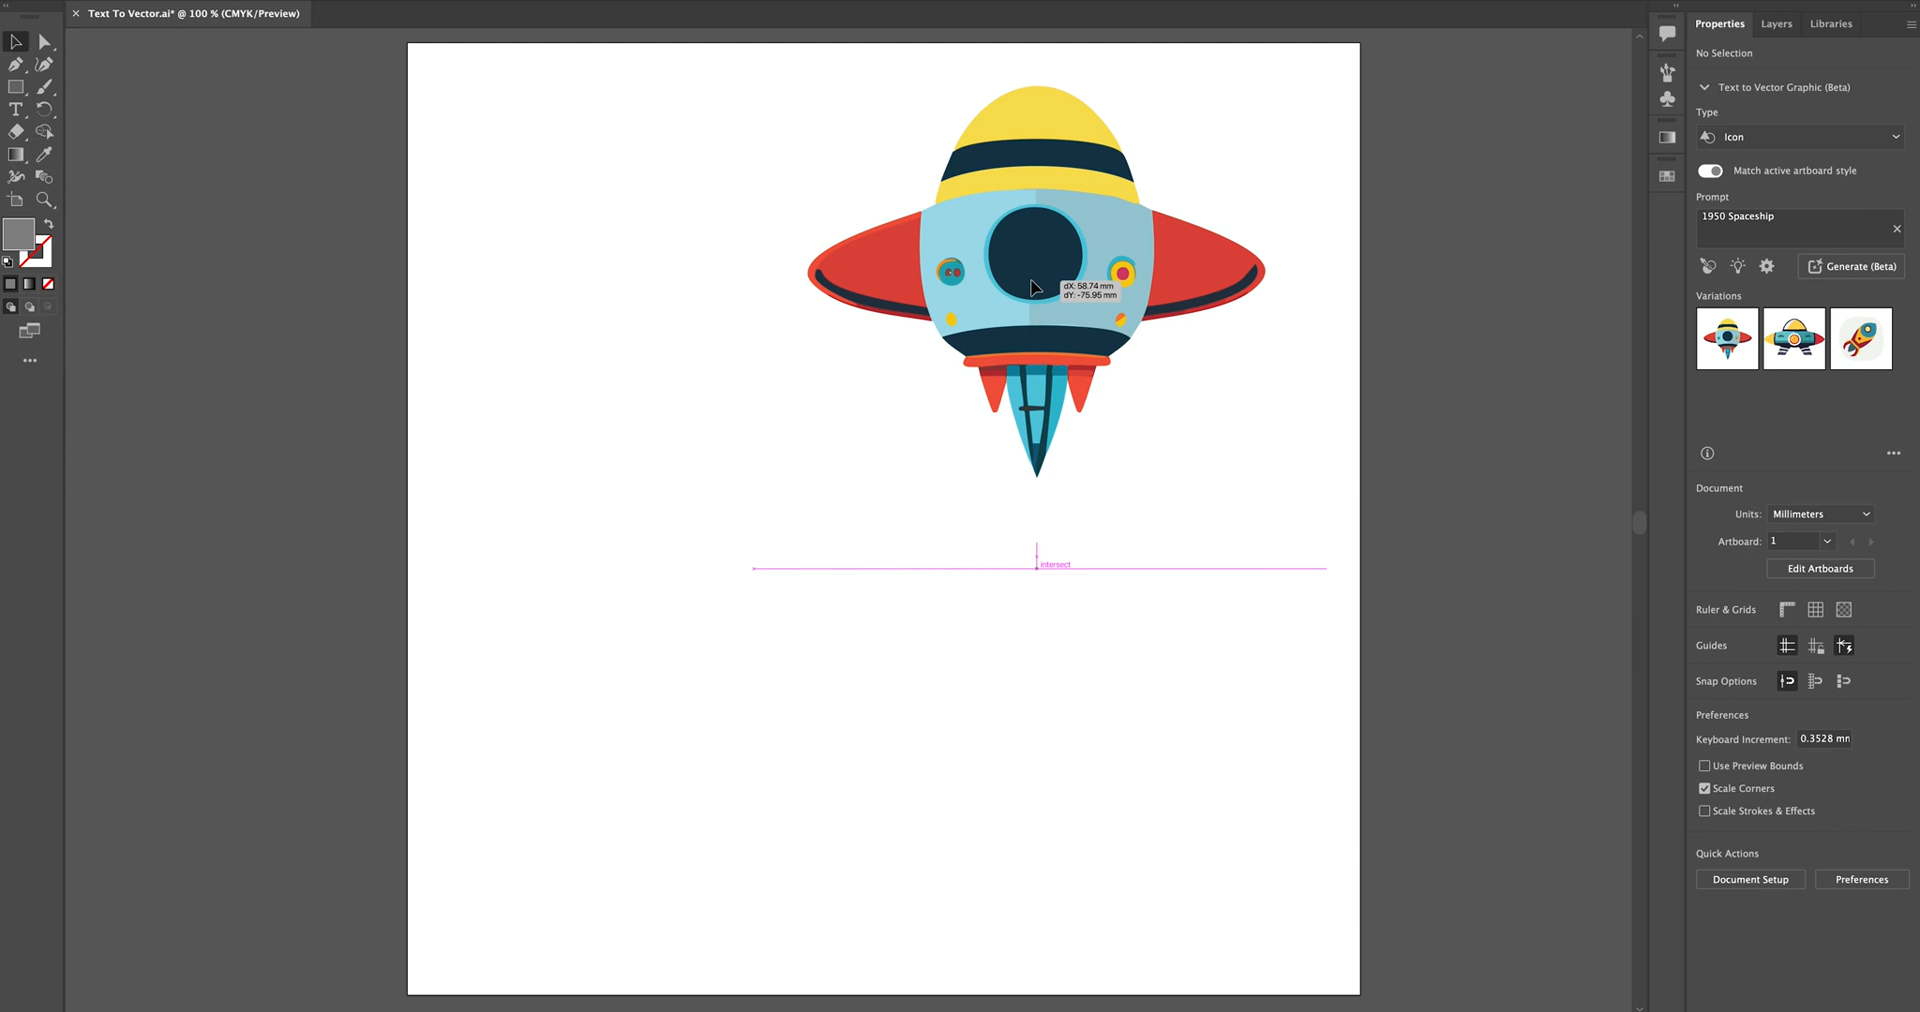 Text To Vector.ai* @ 100 % (CMYK/Preview)
Properties
Layers
Libraries
No Selection
Text to Vector Graphic (Beta)
Type
Icon
Match active artboard style
Prompt
1950 Spaceship
Generate (Beta)
Variations
dX: 58.74 mm
dY: -75.95 mm
intersect
Document
Units:
Millimeters
Artboard:
1
Edit Artboards
Ruler & Grids
Guides
Snap Options
Preferences
Keyboard Increment:
0.3528 mm
Use Preview Bounds
Scale Corners
Scale Strokes & Effects
Quick Actions
Document Setup
Preferences